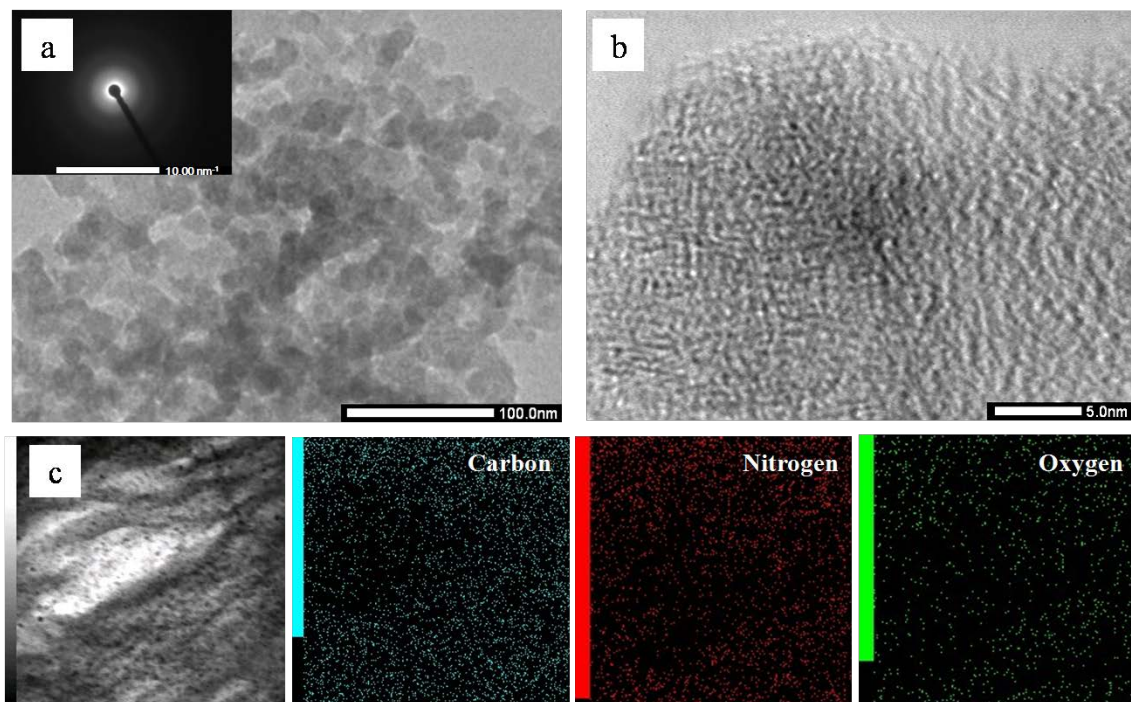 a
10.00 nm⁻¹
100.0nm
b
5.0nm
c
Carbon
Nitrogen
Oxygen